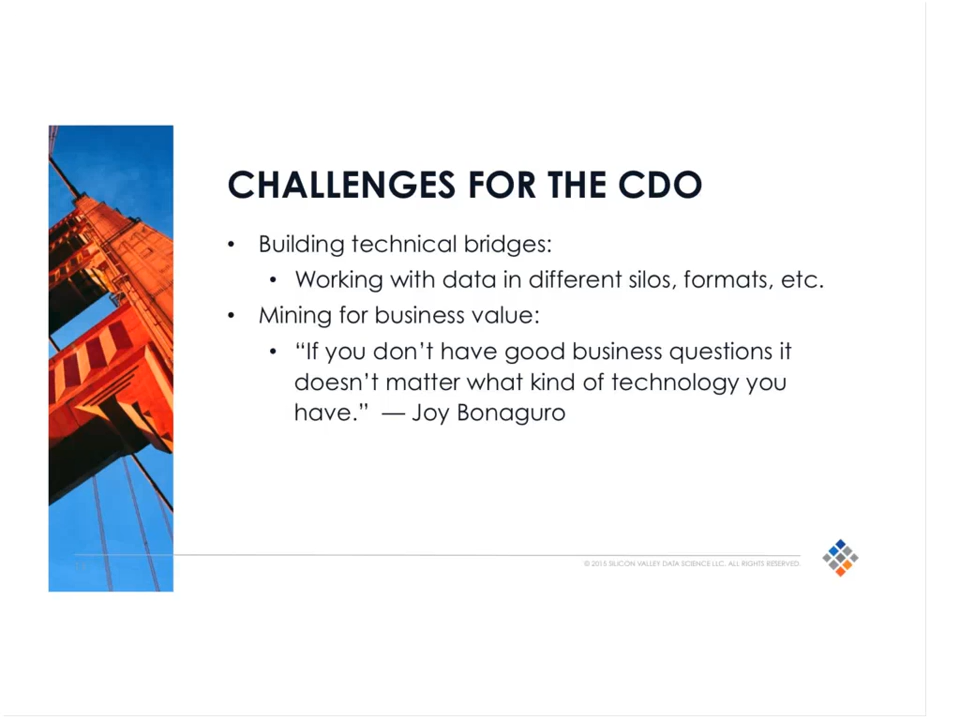 CHALLENGES FOR THE CDO
• Building technical bridges:
• Working with data in different silos, formats, etc.
• Mining for business value:
• “If you don’t have good business questions it
doesn’t matter what kind of technology you
have.” — Joy Bonaguro
© 2015 SILICON VALLEY DATA SCIENCE LLC. ALL RIGHTS RESERVED.